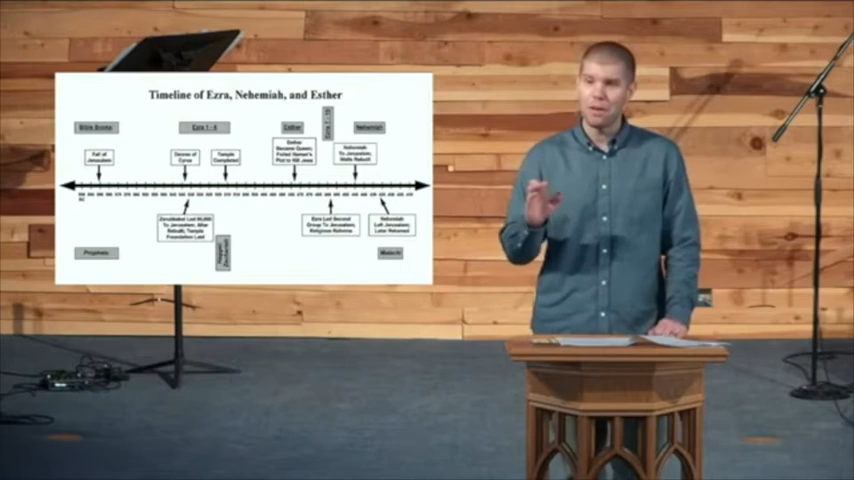 Timeline of Ezra, Nehemiah, and Esther
Bible Books
Ezra 1 - 6
Esther
Ezra 7 - 10
Nehemiah
Fall of
Jerusalem
Decree of
Cyrus
Temple
Completed
Esther
Became Queen;
Foiled Haman's
Plot to Kill Jews
Nehemiah
To Jerusalem;
Walls Rebuilt
BC
Zerubbabel Led 50,000
To Jerusalem; Altar
Rebuilt; Temple
Foundation Laid
Ezra Led Second
Group To Jerusalem;
Religious Reforms
Nehemiah
Left Jerusalem;
Later Returned
Prophets
Haggai
Zechariah
Malachi